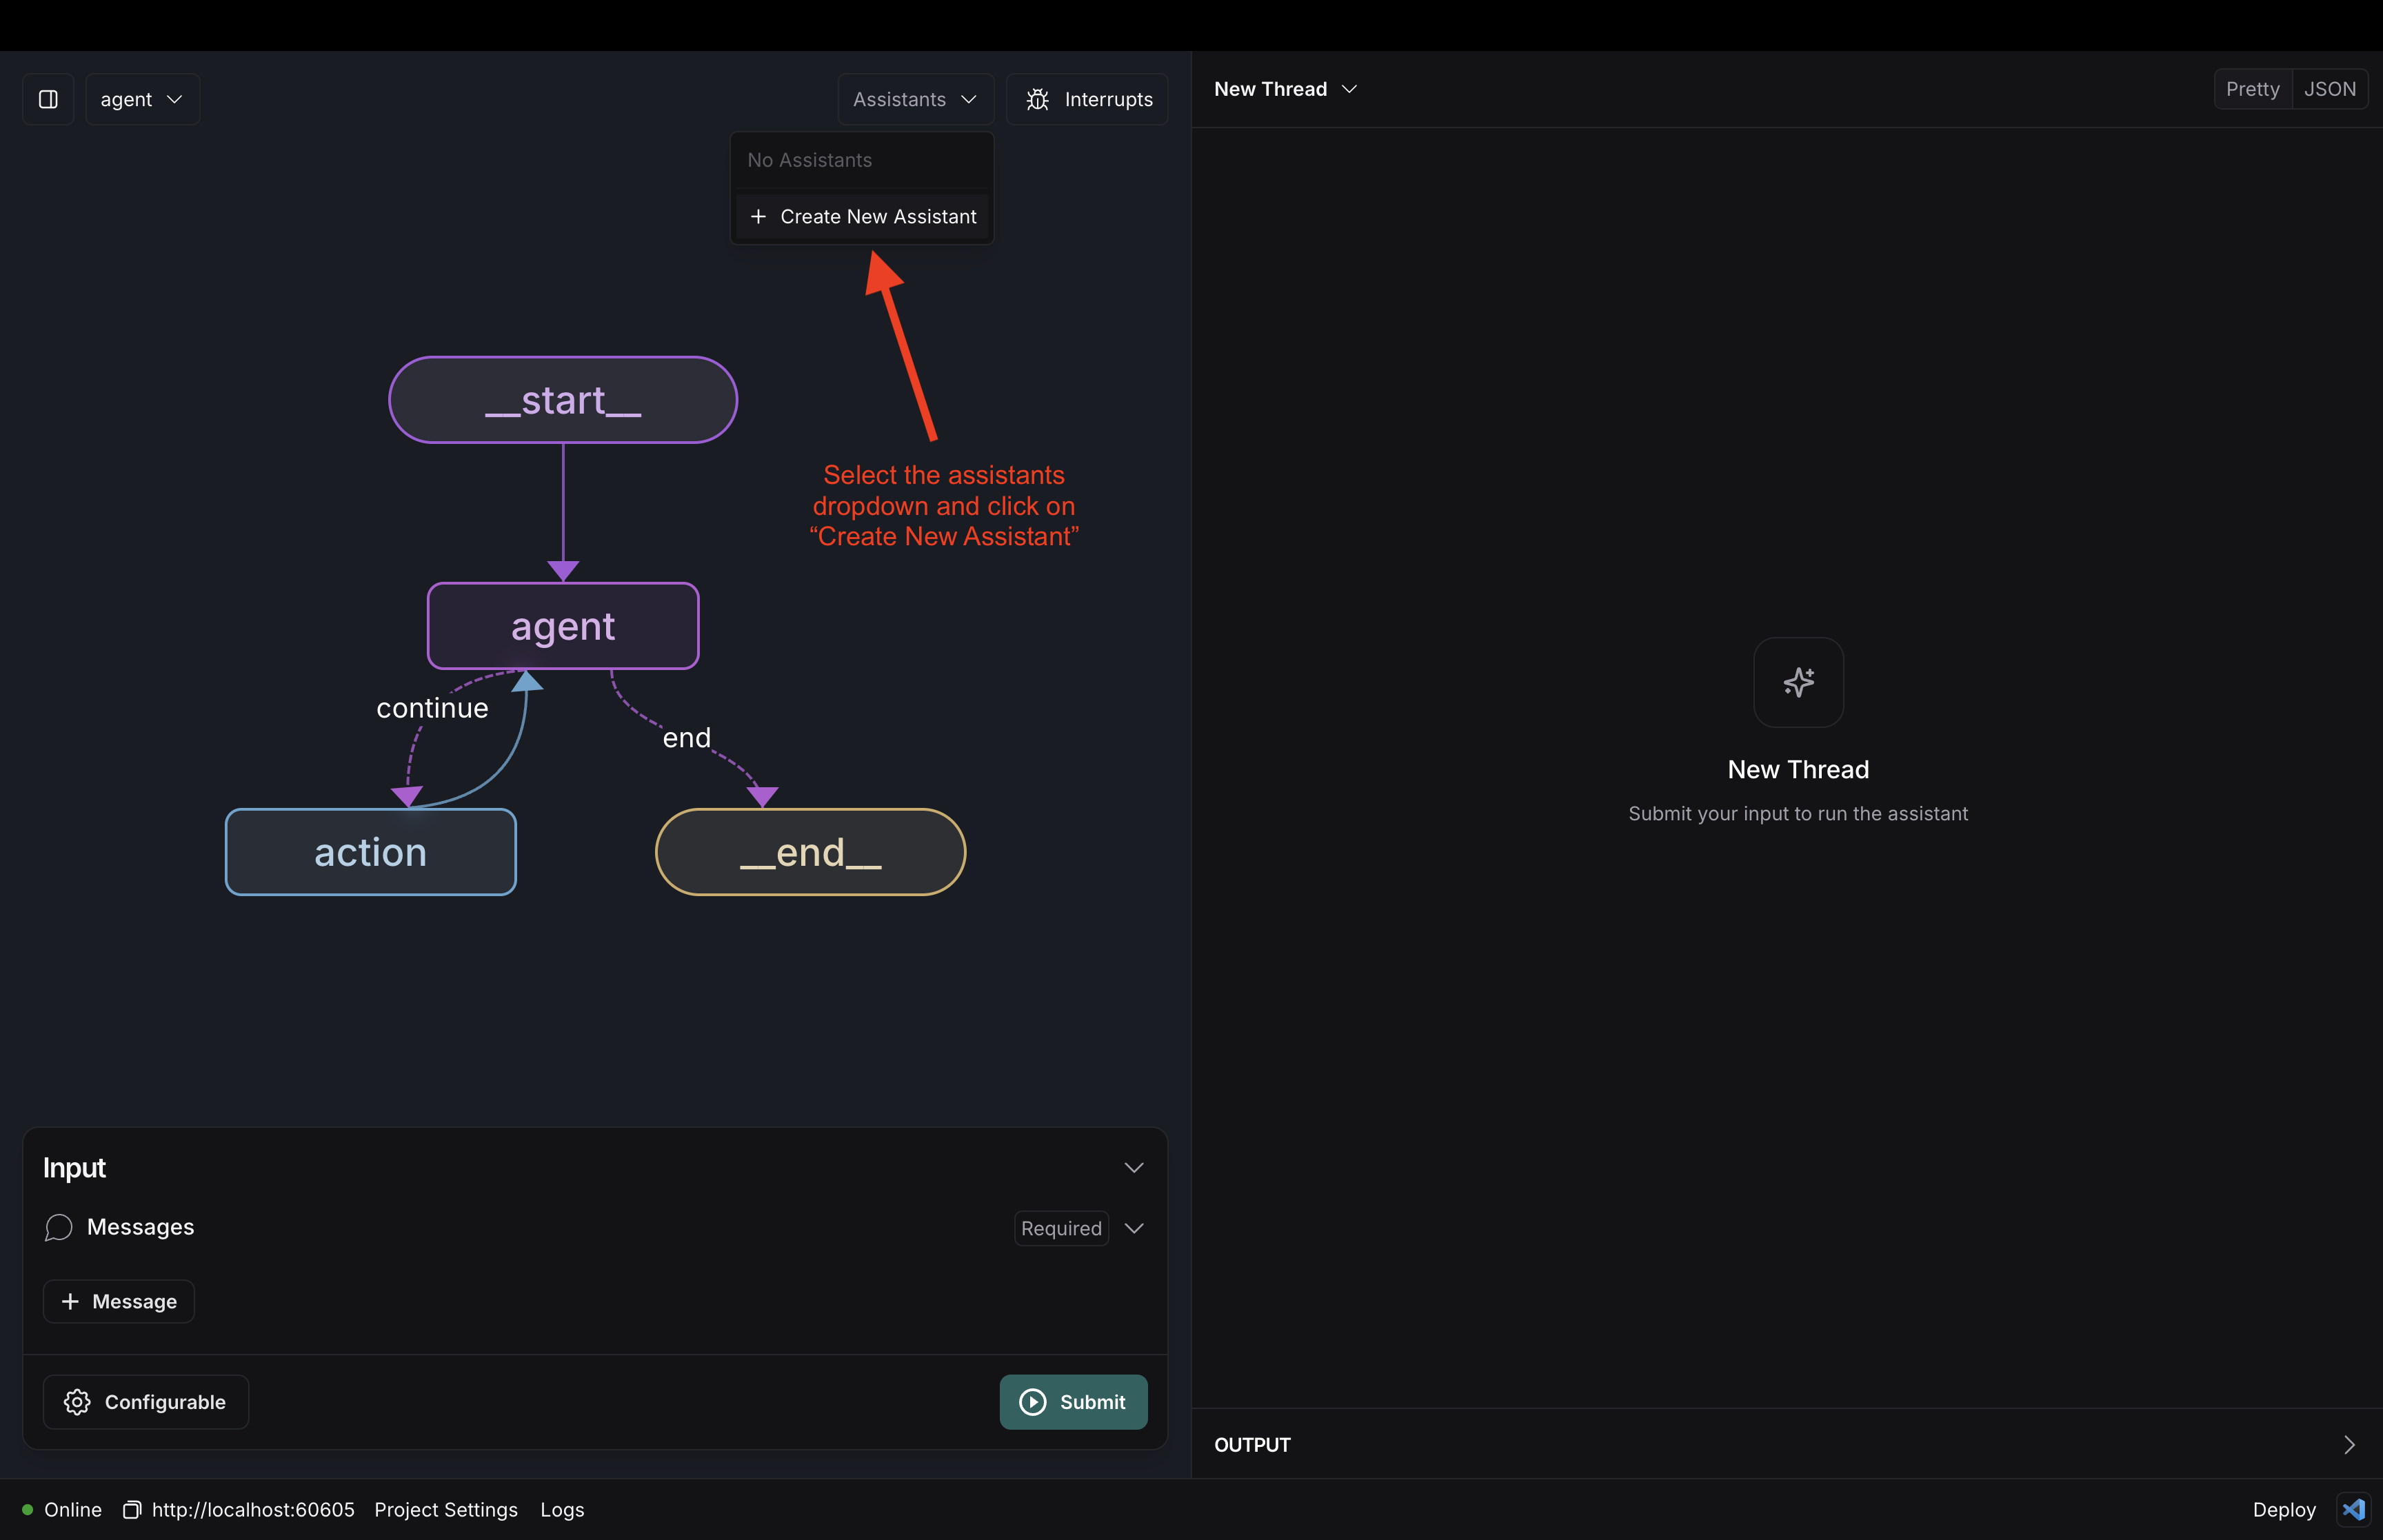 agent
Assistants
Interrupts
No Assistants
Create New Assistant
__start__
Select the assistants
dropdown and click on
“Create New Assistant”
agent
continue
end
action
__end__
Input
Messages
Required
Message
Configurable
Submit
New Thread
Pretty
JSON
New Thread
Submit your input to run the assistant
OUTPUT
Online
http://localhost:60605
Project Settings
Logs
Deploy